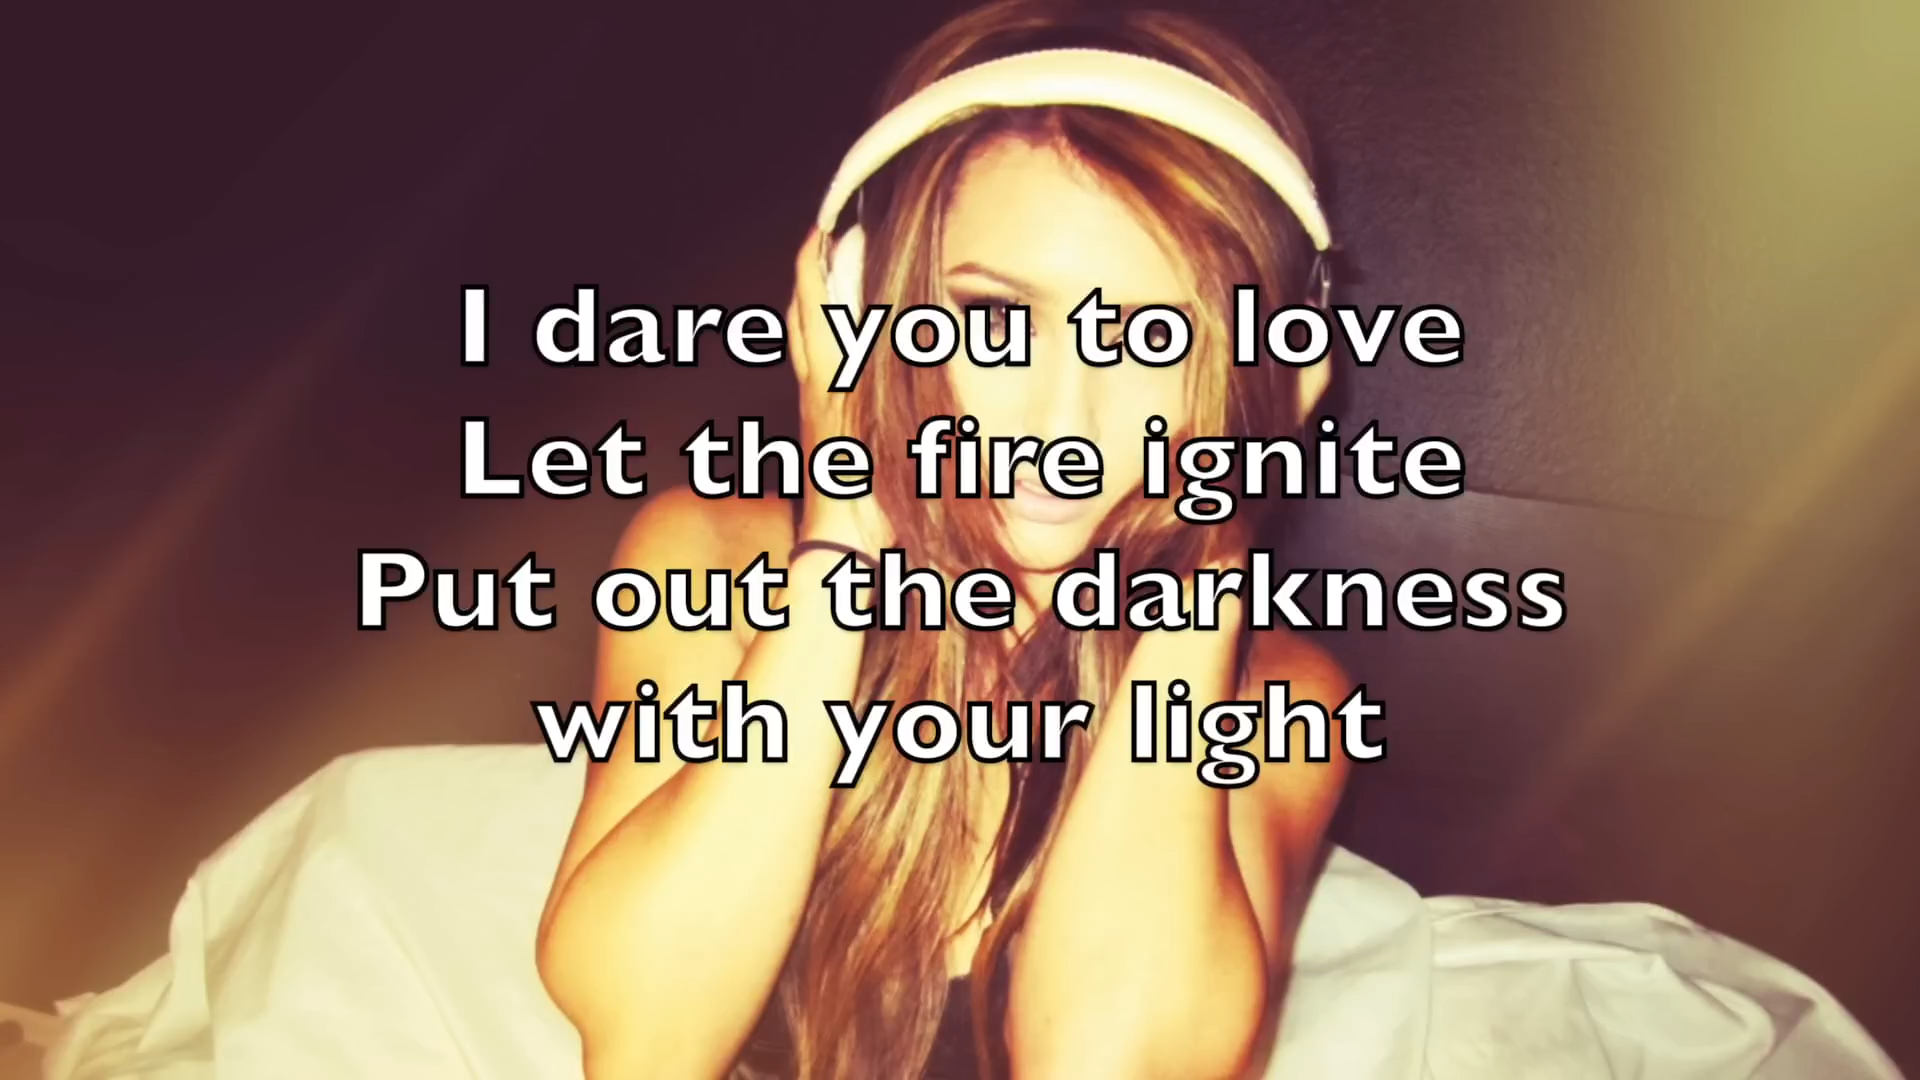 I dare you to love
Let the fire ignite
Put out the darkness
with your light